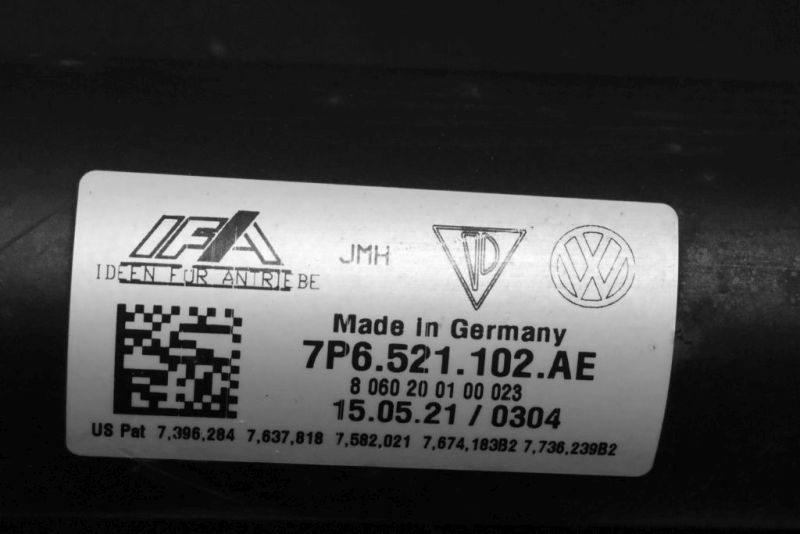 IFA
IDEEN FÜR ANTRIEBE
JMH
Made in Germany
7P6.521.102.AE
8 060 20 0 1 00 023
15.05.21 / 0304
US Pat 7,396,284 7,637,818 7,582,021 7,674,183B2 7,736,239B2